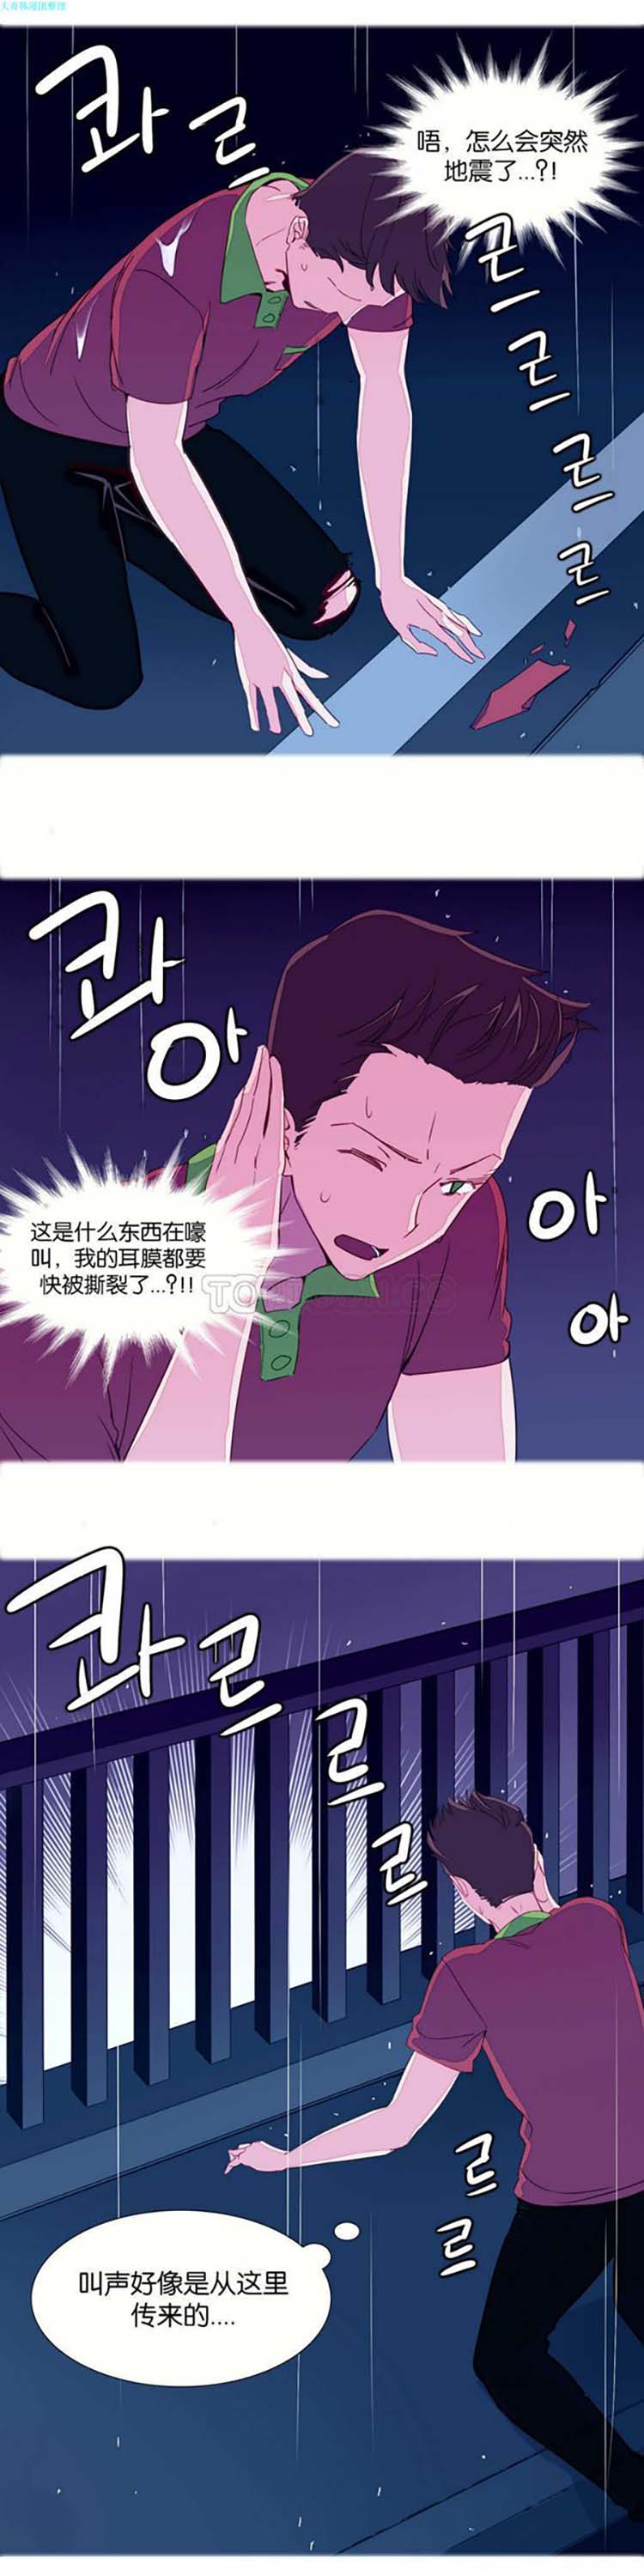 大哥韩漫团整理
콰
르
唔，怎么会突然
地震了...?!
르
르
르
르
콰
아
아
这是什么东西在嚎
叫，我的耳膜都要
快被撕裂了...?!!
아
콰
르
르
르
르
르
叫声好像是从这里
传来的....